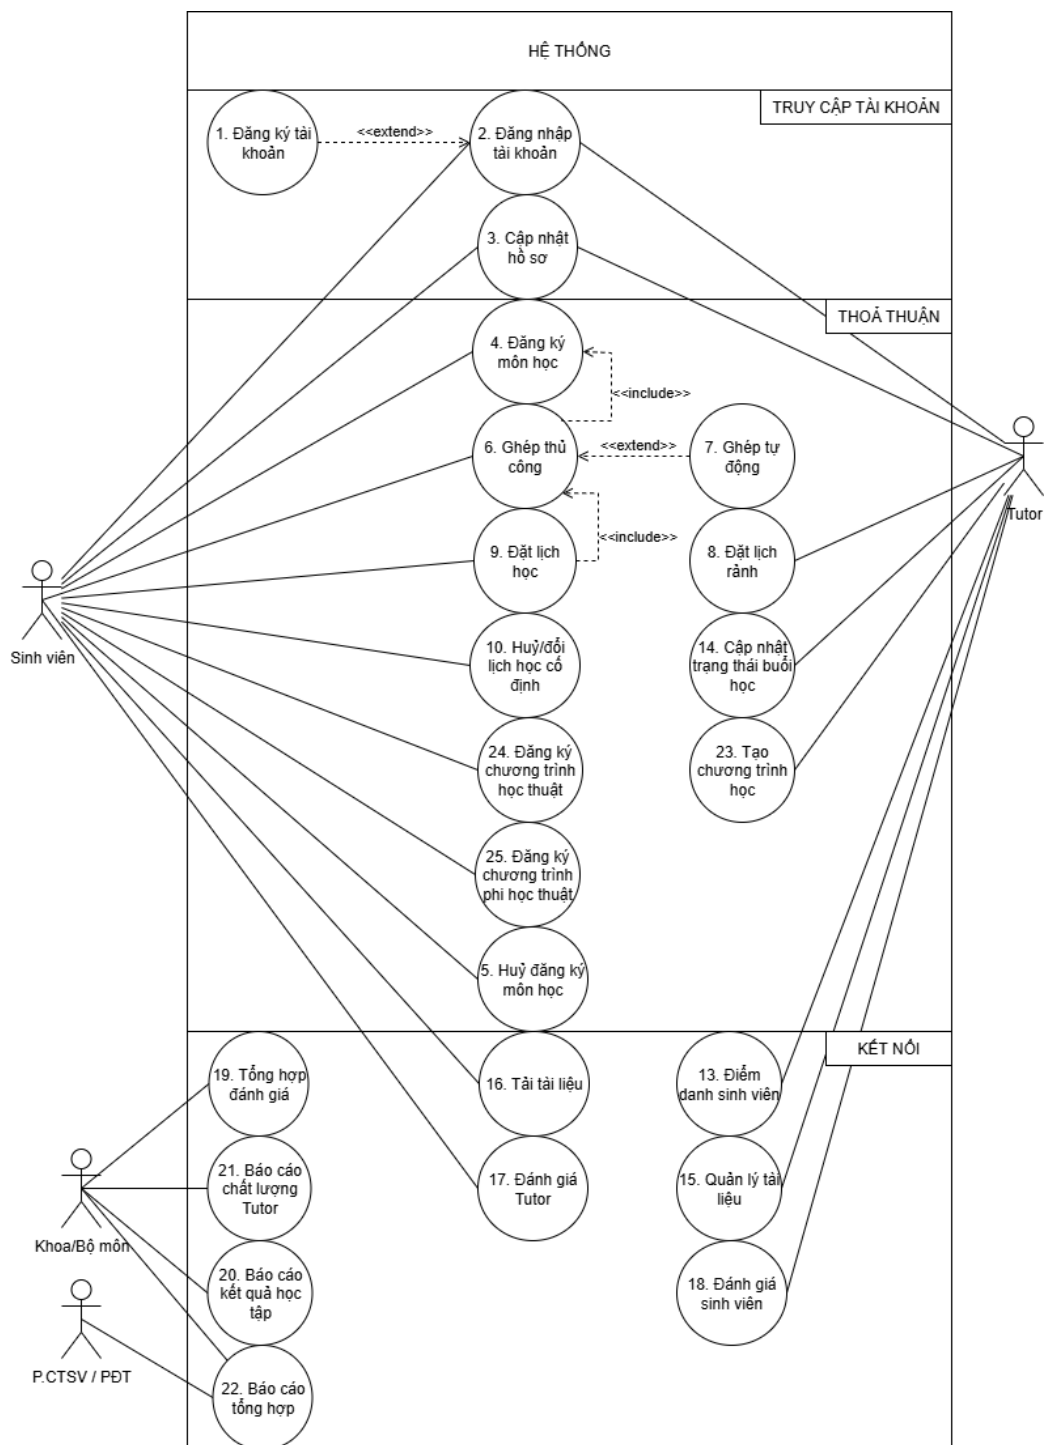 HỆ THỐNG
TRUY CẬP TÀI KHOẢN
1. Đăng ký tài
khoản
<<extend>>
2. Đăng nhập
tài khoản
3. Cập nhật
hồ sơ
THOẢ THUẬN
4. Đăng ký
môn học
<<include>>
6. Ghép thủ
công
<<extend>>
7. Ghép tự
động
Tutor
9. Đặt lịch
học
<<include>>
8. Đặt lịch
rảnh
Sinh viên
10. Huỷ/đổi
lịch học cố
định
14. Cập nhật
trạng thái buổi
học
24. Đăng ký
chương trình
học thuật
23. Tạo
chương trình
học
25. Đăng ký
chương trình
phi học thuật
5. Huỷ đăng ký
môn học
KẾT NỐI
19. Tổng hợp
đánh giá
16. Tải tài liệu
13. Điểm
danh sinh viên
21. Báo cáo
chất lượng
Tutor
17. Đánh giá
Tutor
15. Quản lý tài
liệu
Khoa/Bộ môn
20. Báo cáo
kết quả học
tập
18. Đánh giá
sinh viên
P.CTSV / PĐT
22. Báo cáo
tổng hợp